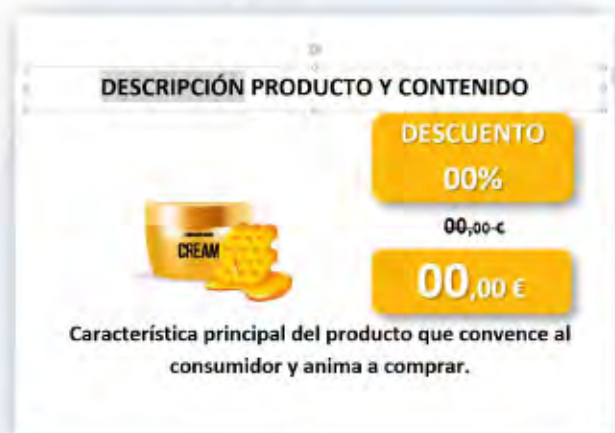 DESCRIPCIÓN PRODUCTO Y CONTENIDO
DESCUENTO
00%
00,00 €
CREAM
00,00 €
Característica principal del producto que convence al
consumidor y anima a comprar.